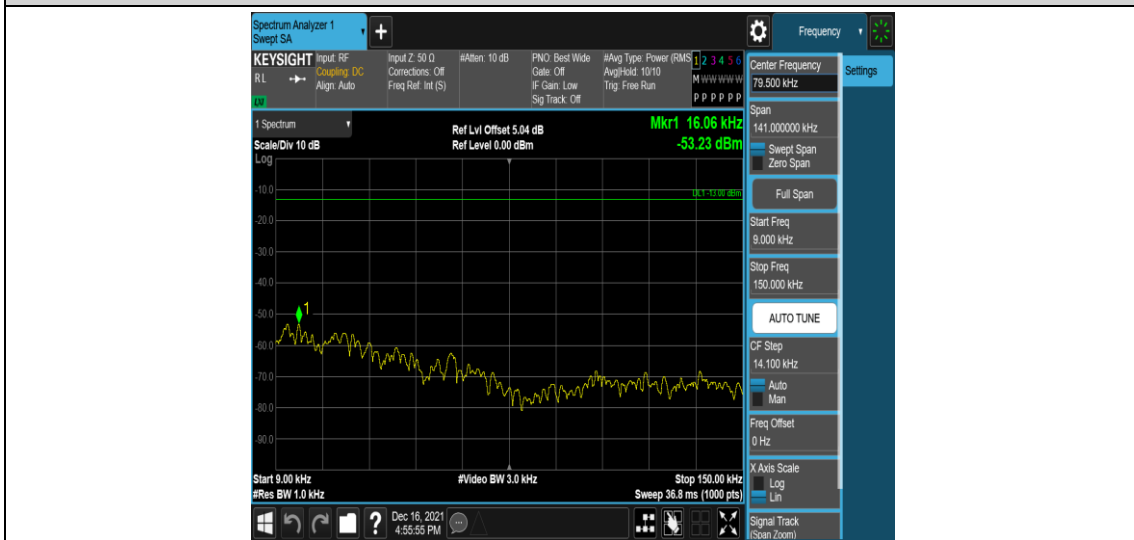 Spectrum Analyzer 1
Swept SA
+
Frequency
KEYSIGHT
RL
LXI
Input: RF
Coupling: DC
Align: Auto
Input Z: 50 Ω
Corrections: Off
Freq Ref: Int (S)
#Atten: 10 dB
PNO: Best Wide
Gate: Off
IF Gain: Low
Sig Track: Off
#Avg Type: Power (RMS
Avg|Hold: 10/10
Trig: Free Run
1 2 3 4 5 6
M W W W W W
P P P P P P
1 Spectrum
Scale/Div 10 dB
Log
Ref Lvl Offset 5.04 dB
Ref Level 0.00 dBm
Mkr1 16.06 kHz
-53.23 dBm
DL1 -13.00 dBm
-10.0
-20.0
-30.0
-40.0
-50.0
-60.0
-70.0
-80.0
-90.0
1
Start 9.00 kHz
#Res BW 1.0 kHz
#Video BW 3.0 kHz
Stop 150.00 kHz
Sweep 36.8 ms (1000 pts)
Center Frequency
79.500 kHz
Settings
Span
141.000000 kHz
Swept Span
Zero Span
Full Span
Start Freq
9.000 kHz
Stop Freq
150.000 kHz
AUTO TUNE
CF Step
14.100 kHz
Auto
Man
Freq Offset
0 Hz
X Axis Scale
Log
Lin
Signal Track
(Span Zoom)
?
Dec 16, 2021
4:55:55 PM